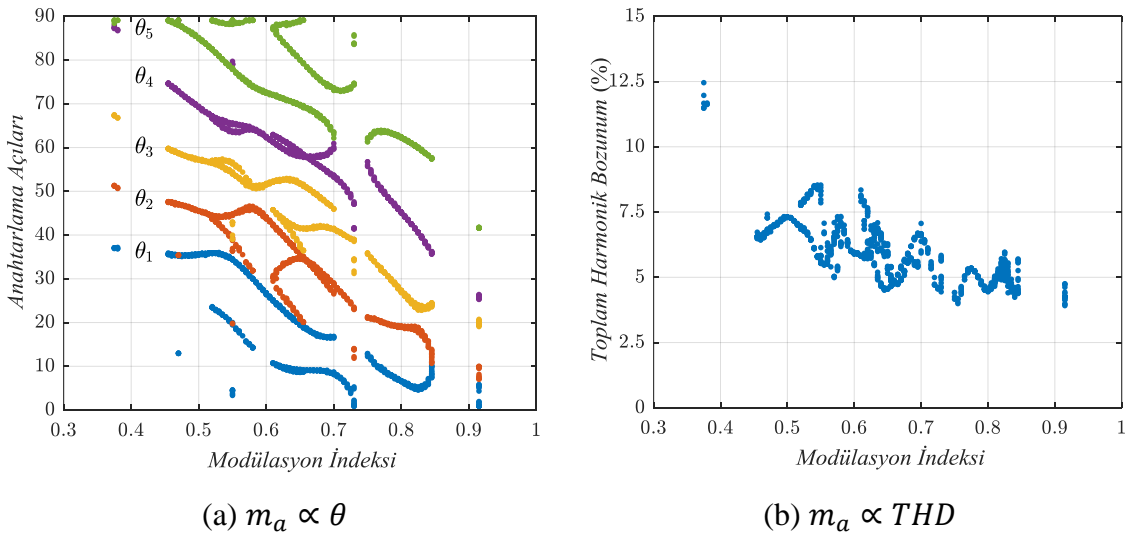 90
80
70
60
50
40
30
20
10
0
0.3 0.4 0.5 0.6 0.7 0.8 0.9 1
Anahtarlama Açıları
Modülasyon İndeksi
θ5
θ4
θ3
θ2
θ1
(a) m_a ∝ θ
15
12.5
10
7.5
5
2.5
0
0.3 0.4 0.5 0.6 0.7 0.8 0.9 1
Toplam Harmonik Bozunum (%)
Modülasyon İndeksi
(b) m_a ∝ THD